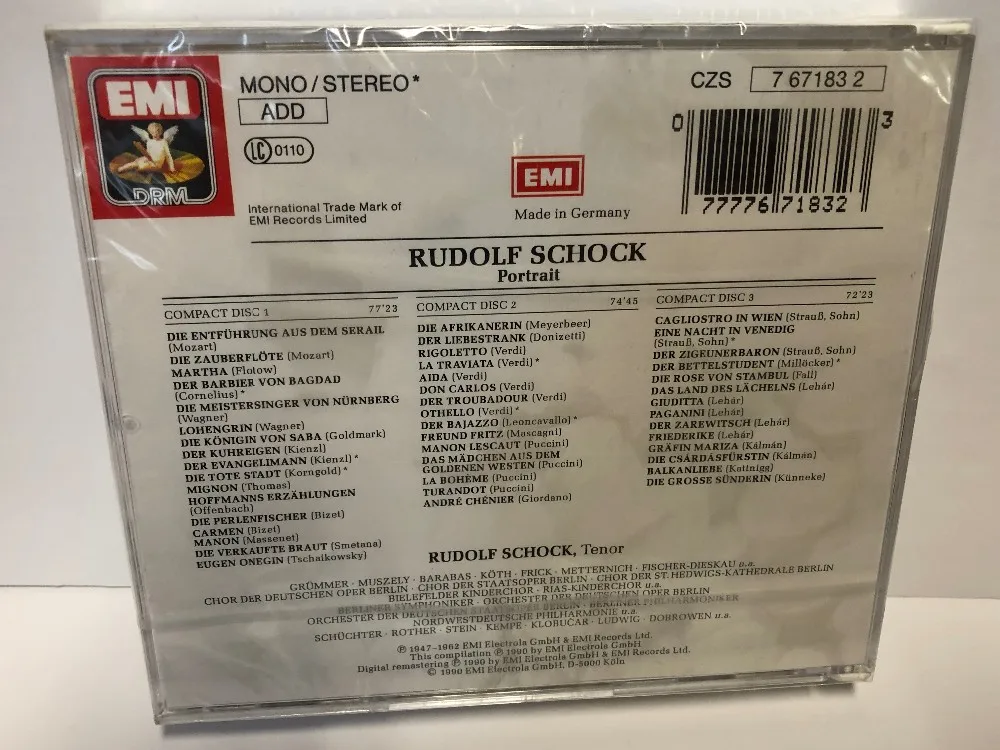 EMI
DRM
MONO/STEREO*
ADD
LC 0110
International Trade Mark of
EMI Records Limited
EMI
Made in Germany
CZS 7 67183 2
0 77776 71832 3
RUDOLF SCHOCK
Portrait
COMPACT DISC 1 77'23
DIE ENTFÜHRUNG AUS DEM SERAIL
(Mozart)
DIE ZAUBERFLÖTE (Mozart)
MARTHA (Flotow)
DER BARBIER VON BAGDAD
(Cornelius)*
DIE MEISTERSINGER VON NÜRNBERG
(Wagner)
LOHENGRIN (Wagner)
DIE KÖNIGIN VON SABA (Goldmark)
DER KUHREIGEN (Kienzl)
DER EVANGELIMANN (Kienzl)*
DIE TOTE STADT (Korngold)*
MIGNON (Thomas)
HOFFMANNS ERZÄHLUNGEN
(Offenbach)
DIE PERLENFISCHER (Bizet)
CARMEN (Bizet)
MANON (Massenet)
DIE VERKAUFTE BRAUT (Smetana)
EUGEN ONEGIN (Tschaikowsky)
COMPACT DISC 2 74'45
DIE AFRIKANERIN (Meyerbeer)
DER LIEBESTRANK (Donizetti)
RIGOLETTO (Verdi)
LA TRAVIATA (Verdi)*
AIDA (Verdi)
DON CARLOS (Verdi)
DER TROUBADOUR (Verdi)
OTHELLO (Verdi)*
DER BAJAZZO (Leoncavallo)*
FREUND FRITZ (Mascagni)
MANON LESCAUT (Puccini)
DAS MÄDCHEN AUS DEM
GOLDENEN WESTEN (Puccini)
LA BOHÈME (Puccini)
TURANDOT (Puccini)
ANDRÉ CHÉNIER (Giordano)
COMPACT DISC 3 72'23
CAGLIOSTRO IN WIEN (Strauß, Sohn)
EINE NACHT IN VENEDIG
(Strauß, Sohn)*
DER ZIGEUNERBARON (Strauß, Sohn)
DER BETTELSTUDENT (Millöcker)*
DIE ROSE VON STAMBUL (Fall)
DAS LAND DES LÄCHELNS (Lehár)
GIUDITTA (Lehár)
PAGANINI (Lehár)
DER ZAREWITSCH (Lehár)
FRIEDERIKE (Lehár)
GRÄFIN MARIZA (Kálmán)
DIE CSÁRDÁSFÜRSTIN (Kálmán)
BALKANLIEBE (Kattnigg)
DIE GROSSE SÜNDERIN (Künneke)
RUDOLF SCHOCK, Tenor
GRÜMMER · MUSZELY · BARABAS · KÖTH · FRICK · METTERNICH · FISCHER-DIESKAU u.a.
CHOR DER DEUTSCHEN OPER BERLIN · CHOR DER STAATSOPER BERLIN · CHOR DER ST. HEDWIGS-KATHEDRALE BERLIN
BIELEFELDER KINDERCHOR · RIAS-KINDERCHOR u.a.
BERLINER SYMPHONIKER · ORCHESTER DER DEUTSCHEN OPER BERLIN
ORCHESTER DER DEUTSCHEN STAATSOPER BERLIN · BERLINER PHILHARMONIKER
NORDWESTDEUTSCHE PHILHARMONIE u.a.
SCHÜCHTER · ROTHER · STEIN · KEMPE · KLOBUČAR · LUDWIG · DOBROWEN u.a.
℗ 1947-1962 EMI Electrola GmbH & EMI Records Ltd.
This compilation ℗ 1990 by EMI Electrola GmbH
Digital remastering ℗ 1990 by EMI Electrola GmbH & EMI Records Ltd.
© 1990 EMI Electrola GmbH, D-5000 Köln